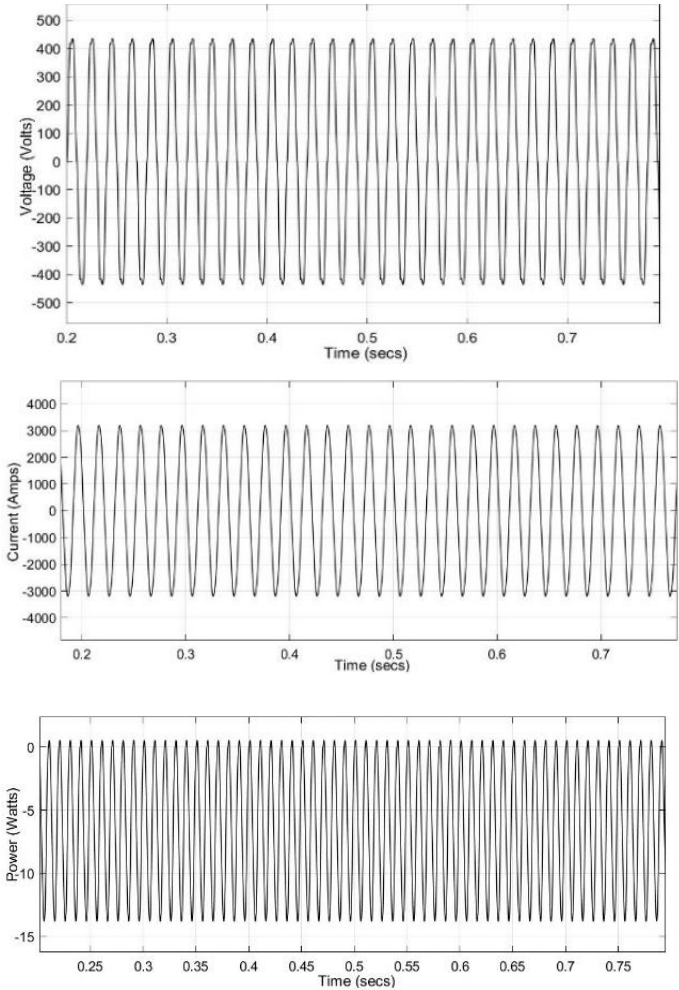 500
400
300
200
100
0
-100
-200
-300
-400
-500
Voltage (Volts)
0.2 0.3 0.4 0.5 0.6 0.7
Time (secs)
4000
3000
2000
1000
0
-1000
-2000
-3000
-4000
Current (Amps)
0.2 0.3 0.4 0.5 0.6 0.7
Time (secs)
0
-5
-10
-15
Power (Watts)
0.25 0.3 0.35 0.4 0.45 0.5 0.55 0.6 0.65 0.7 0.75
Time (secs)